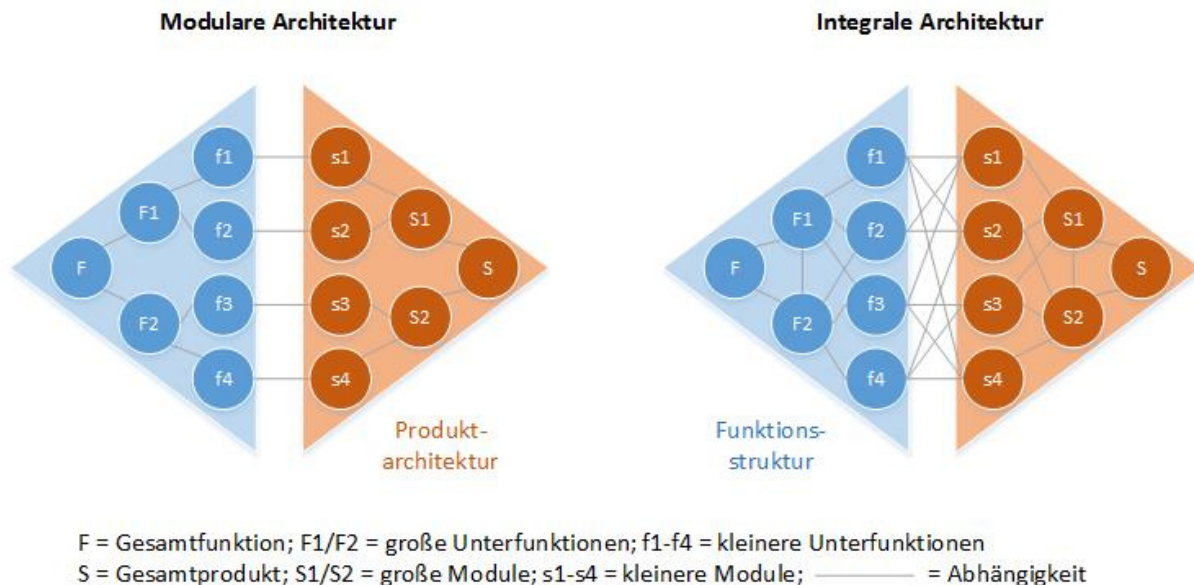 Modulare Architektur
Integrale Architektur
f1
s1
F1
f2
s2
S1
F
S
F2
f3
s3
S2
f4
s4
f1
s1
F1
f2
s2
S1
F
S
F2
f3
s3
S2
f4
s4
Produkt-
architektur
Funktions-
struktur
F = Gesamtfunktion; F1/F2 = große Unterfunktionen; f1-f4 = kleinere Unterfunktionen
S = Gesamtprodukt; S1/S2 = große Module; s1-s4 = kleinere Module; = Abhängigkeit